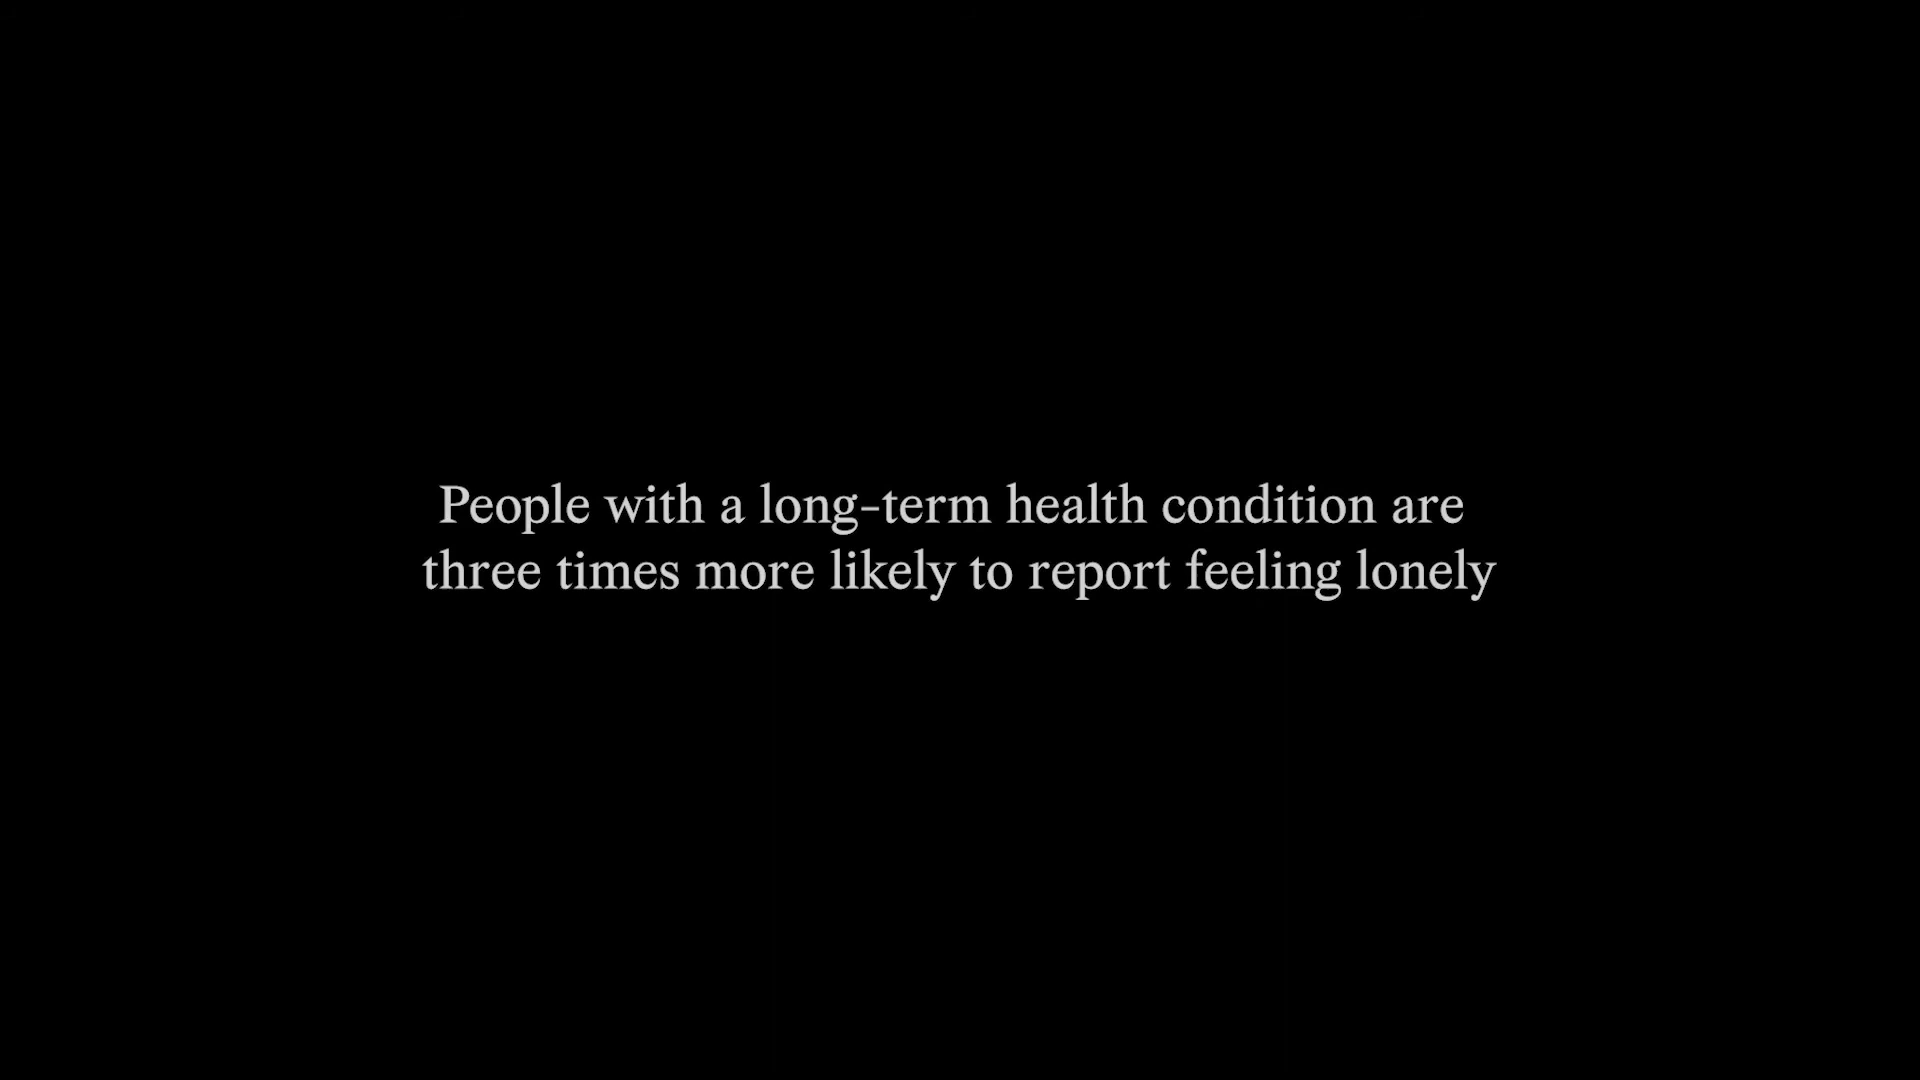 People with a long-term health condition are
three times more likely to report feeling lonely